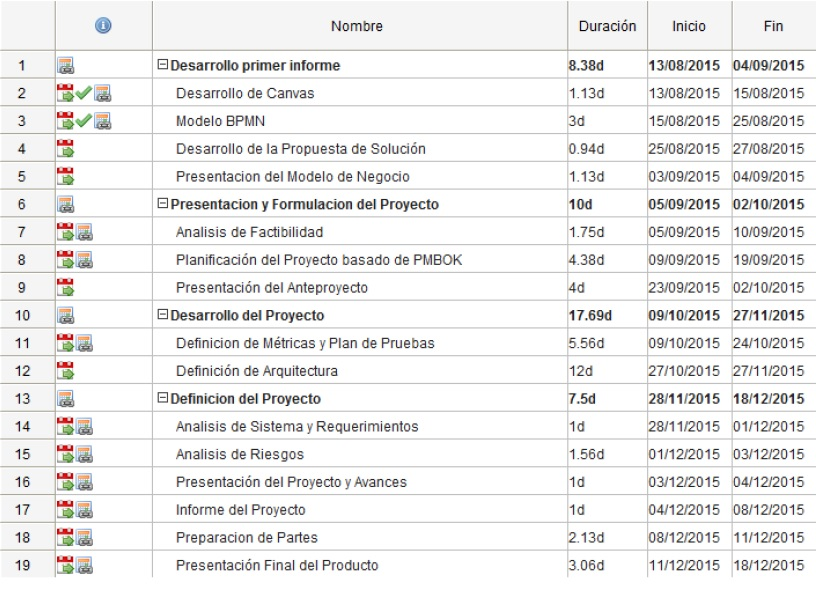 Nombre Duración Inicio Fin
1 Desarrollo primer informe 8.38d 13/08/2015 04/09/2015
2 Desarrollo de Canvas 1.13d 13/08/2015 15/08/2015
3 Modelo BPMN 3d 15/08/2015 25/08/2015
4 Desarrollo de la Propuesta de Solución 0.94d 25/08/2015 27/08/2015
5 Presentacion del Modelo de Negocio 1.13d 03/09/2015 04/09/2015
6 Presentacion y Formulacion del Proyecto 10d 05/09/2015 02/10/2015
7 Analisis de Factibilidad 1.75d 05/09/2015 10/09/2015
8 Planificación del Proyecto basado de PMBOK 4.38d 09/09/2015 19/09/2015
9 Presentación del Anteproyecto 4d 23/09/2015 02/10/2015
10 Desarrollo del Proyecto 17.69d 09/10/2015 27/11/2015
11 Definicion de Métricas y Plan de Pruebas 5.56d 09/10/2015 24/10/2015
12 Definición de Arquitectura 12d 27/10/2015 27/11/2015
13 Definicion del Proyecto 7.5d 28/11/2015 18/12/2015
14 Analisis de Sistema y Requerimientos 1d 28/11/2015 01/12/2015
15 Analisis de Riesgos 1.56d 01/12/2015 03/12/2015
16 Presentación del Proyecto y Avances 1d 03/12/2015 04/12/2015
17 Informe del Proyecto 1d 04/12/2015 08/12/2015
18 Preparacion de Partes 2.13d 08/12/2015 11/12/2015
19 Presentación Final del Producto 3.06d 11/12/2015 18/12/2015